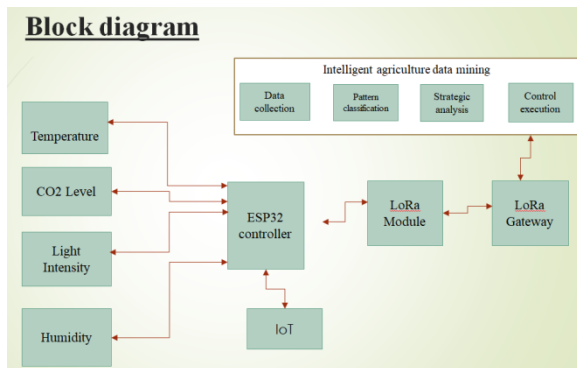 Block diagram
Intelligent agriculture data mining
Data
collection
Pattern
classification
Strategic
analysis
Control
execution
Temperature
CO2 Level
Light
Intensity
Humidity
ESP32
controller
LoRa
Module
LoRa
Gateway
IoT